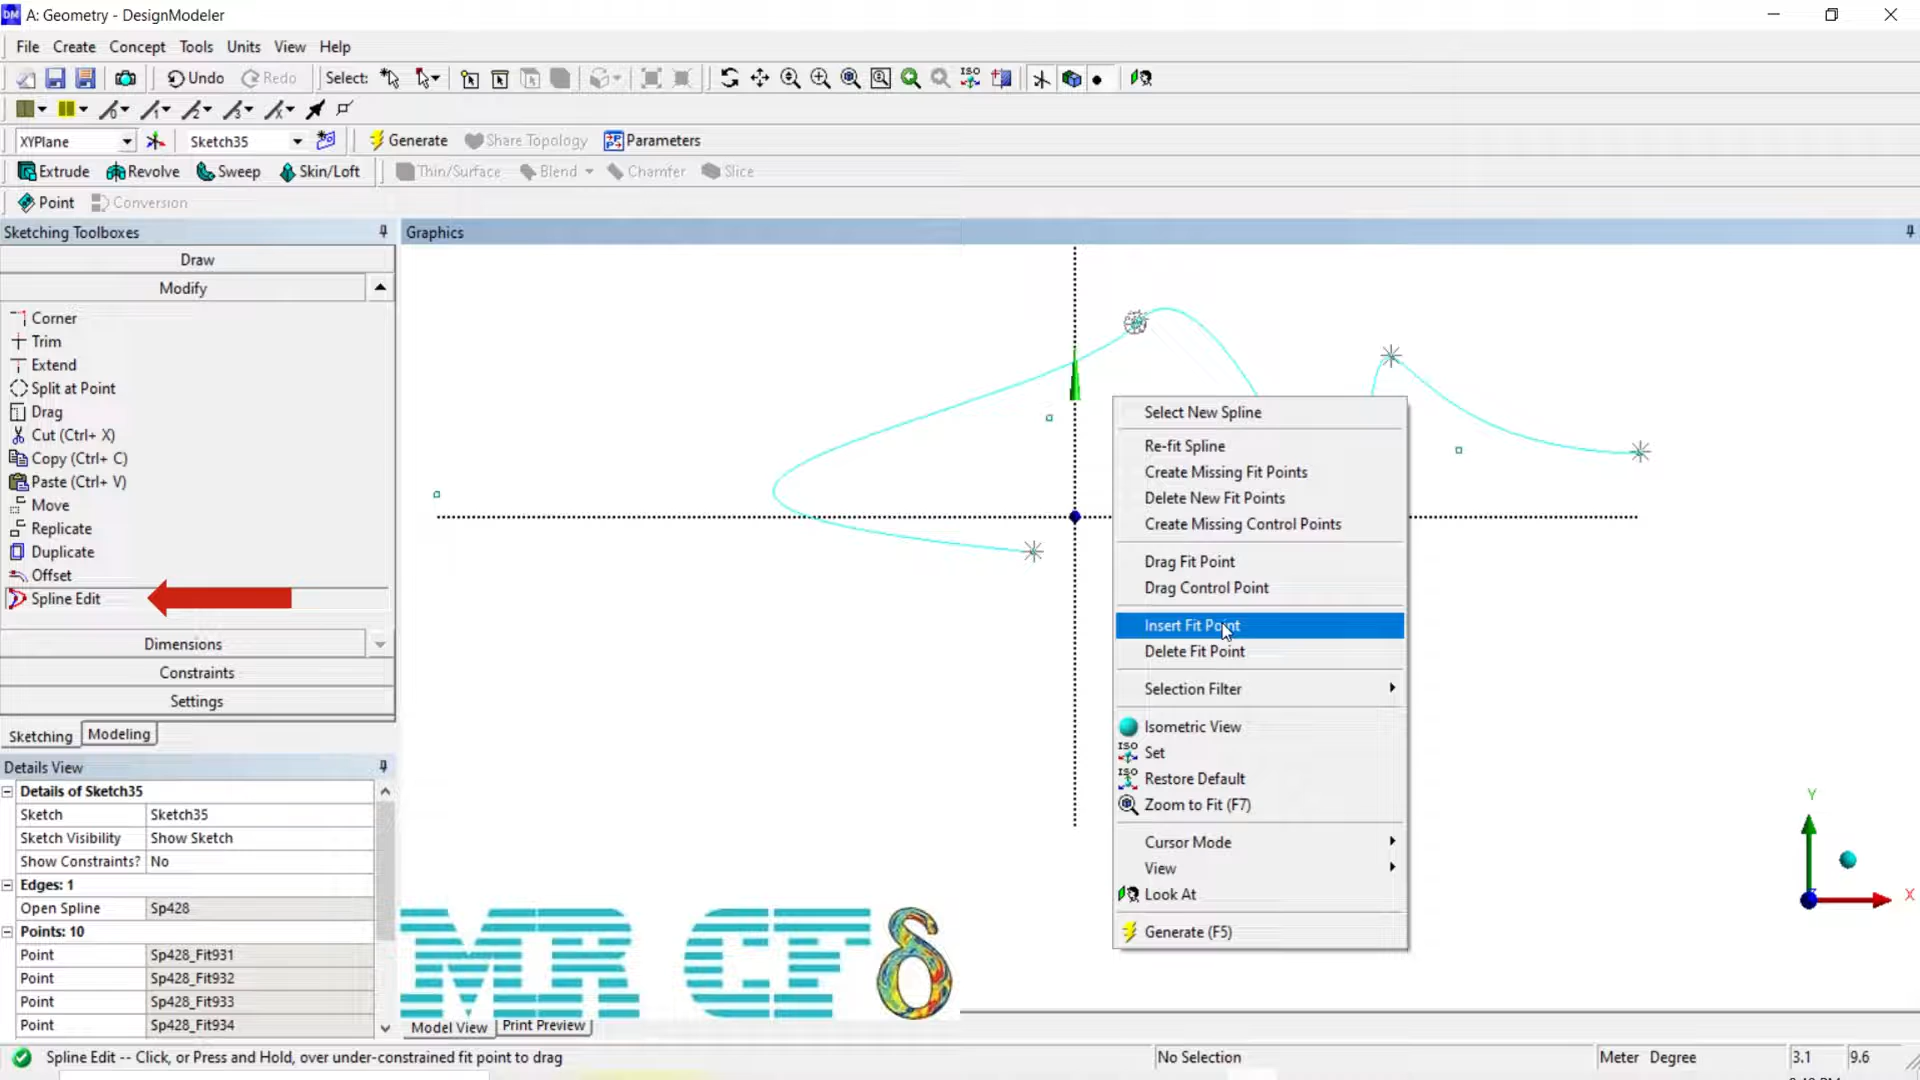 A: Geometry - DesignModeler
File Create Concept Tools Units View Help
Undo Redo Select: ISO
XYPlane Sketch35 Generate Share Topology Parameters
Extrude Revolve Sweep Skin/Loft Thin/Surface Blend Chamfer Slice
Point Conversion
Sketching Toolboxes
Draw
Modify
Corner
Trim
Extend
Split at Point
Drag
Cut (Ctrl+ X)
Copy (Ctrl+ C)
Paste (Ctrl+ V)
Move
Replicate
Duplicate
Offset
Spline Edit
Dimensions
Constraints
Settings
Sketching Modeling
Details View
Details of Sketch35
Sketch Sketch35
Sketch Visibility Show Sketch
Show Constraints? No
Edges: 1
Open Spline Sp428
Points: 10
Point Sp428_Fit931
Point Sp428_Fit932
Point Sp428_Fit933
Point Sp428_Fit934
Graphics
Select New Spline
Re-fit Spline
Create Missing Fit Points
Delete New Fit Points
Create Missing Control Points
Drag Fit Point
Drag Control Point
Insert Fit Point
Delete Fit Point
Selection Filter
Isometric View
ISO Set
ISO Restore Default
Zoom to Fit (F7)
Cursor Mode
View
Look At
Generate (F5)
Y
X
MR CF
Model View Print Preview
Spline Edit -- Click, or Press and Hold, over under-constrained fit point to drag No Selection Meter Degree 3.1 9.6